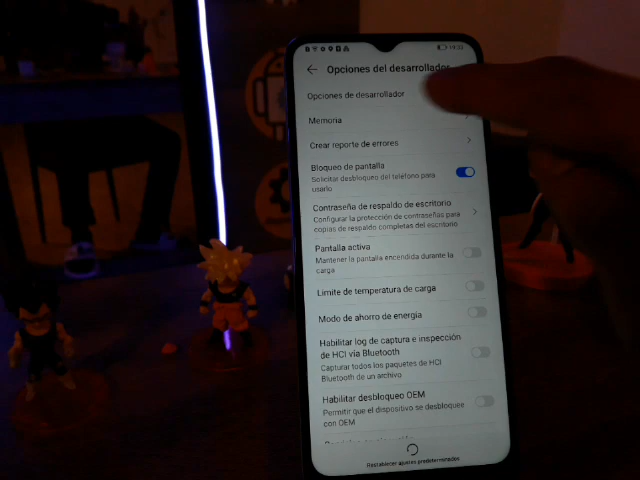 19:22
Opciones del desarrollador
Opciones de desarrollador
Memoria
Crear reporte de errores
Bloqueo de pantalla
Solicitar desbloqueo del teléfono para
usarlo
Contraseña de respaldo de escritorio
Configurar la protección de contraseñas para
copias de respaldo completas del escritorio
Pantalla activa
Mantener la pantalla encendida durante la
carga
Límite de temperatura de carga
Modo de ahorro de energía
Habilitar log de captura e inspección
de HCI vía Bluetooth
Capturar todos los paquetes de HCI
Bluetooth de un archivo
Habilitar desbloqueo OEM
Permitir que el dispositivo se desbloquee
con OEM
Restablecer ajustes predeterminados